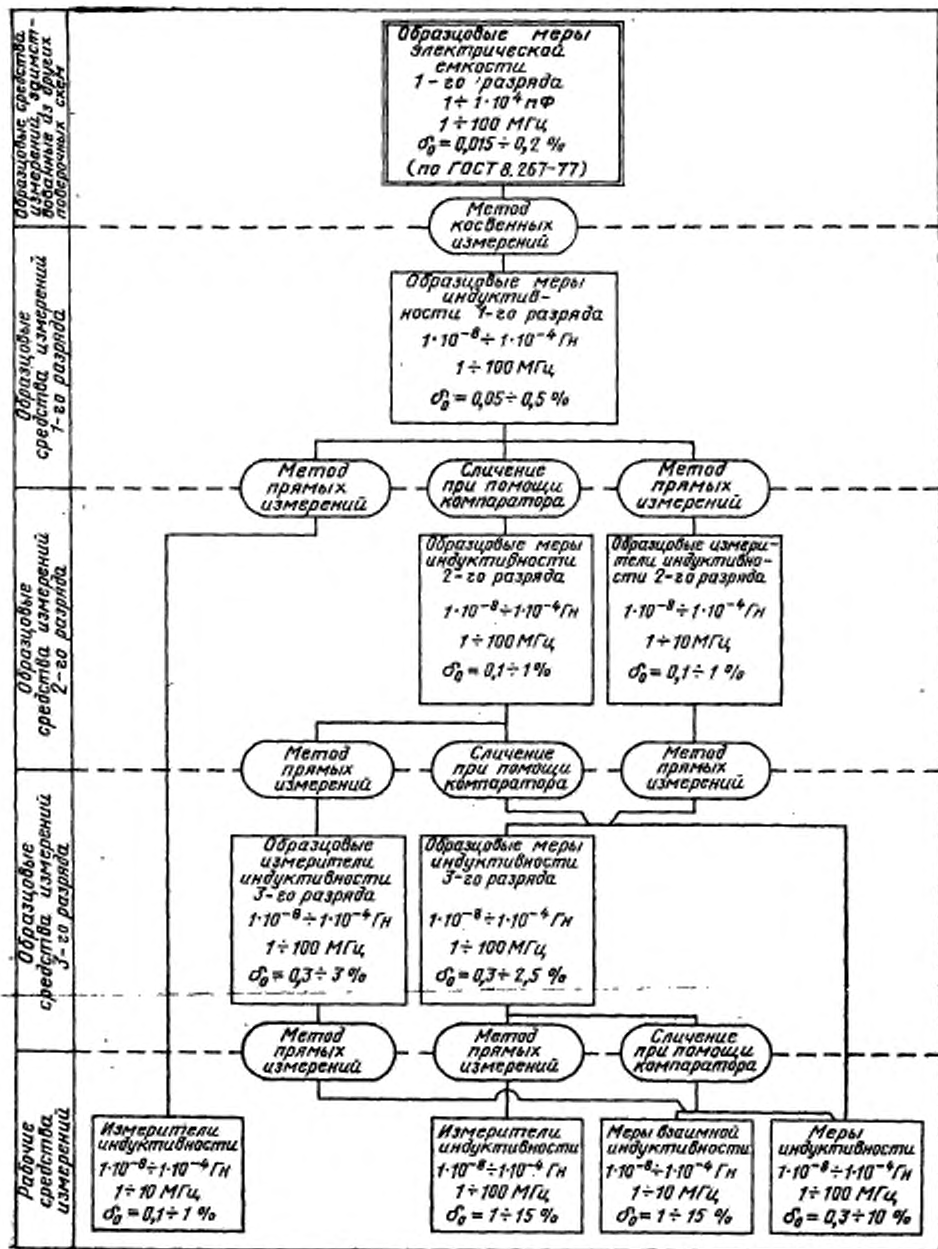 Образцовые средства
измерений, заимст-
вованные из других
поверочных схем
Образцовые меры
электрической
емкости
1-го разряда
1÷1·10⁴ пФ
1÷100 МГц
δ₀ = 0,015÷0,2 %
(по ГОСТ 8.267-77)
Метод
косвенных
измерений
Образцовые
средства измерений
1-го разряда
Образцовые меры
индуктив-
ности 1-го разряда
1·10⁻⁸÷1·10⁻⁴ Гн
1÷100 МГц
δ₀ = 0,05÷0,5 %
Метод
прямых
измерений
Сличение
при помощи
компаратора
Метод
прямых
измерений
Образцовые
средства измерений
2-го разряда
Образцовые меры
индуктивности
2-го разряда
1·10⁻⁸÷1·10⁻⁴ Гн
1÷100 МГц
δ₀ = 0,1÷1 %
Образцовые измери-
тели индуктивно-
сти 2-го разряда
1·10⁻⁸÷1·10⁻⁴ Гн
1÷10 МГц
δ₀ = 0,1÷1 %
Метод
прямых
измерений
Сличение
при помощи
компаратора
Метод
прямых
измерений
Образцовые
средства измерений
3-го разряда
Образцовые
измерители
индуктивности
3-го разряда
1·10⁻⁸÷1·10⁻⁴ Гн
1÷100 МГц
δ₀ = 0,3÷3 %
Образцовые меры
индуктивности
3-го разряда
1·10⁻⁸÷1·10⁻⁴ Гн
1÷100 МГц
δ₀ = 0,3÷2,5 %
Метод
прямых
измерений
Метод
прямых
измерений
Сличение
при помощи
компаратора
Рабочие
средства
измерений
Измерители
индуктивности
1·10⁻⁸÷1·10⁻⁴ Гн
1÷10 МГц
δ₀ = 0,1÷1 %
Измерители
индуктивности
1·10⁻⁸÷1·10⁻⁴ Гн
1÷100 МГц
δ₀ = 1÷15 %
Меры взаимной
индуктивности
1·10⁻⁸÷1·10⁻⁴ Гн
1÷10 МГц
δ₀ = 1÷15 %
Меры
индуктивности
1·10⁻⁸÷1·10⁻⁴ Гн
1÷100 МГц
δ₀ = 0,3÷10 %